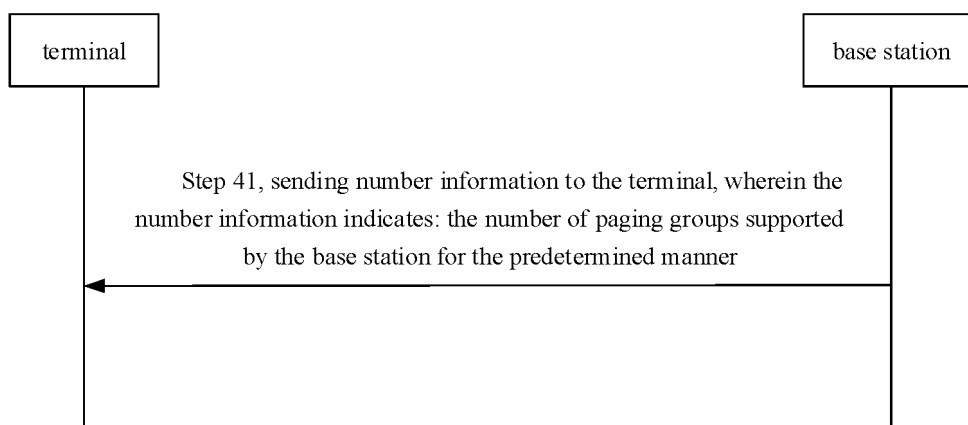 terminal
base station
Step 41, sending number information to the terminal, wherein the
number information indicates: the number of paging groups supported
by the base station for the predetermined manner